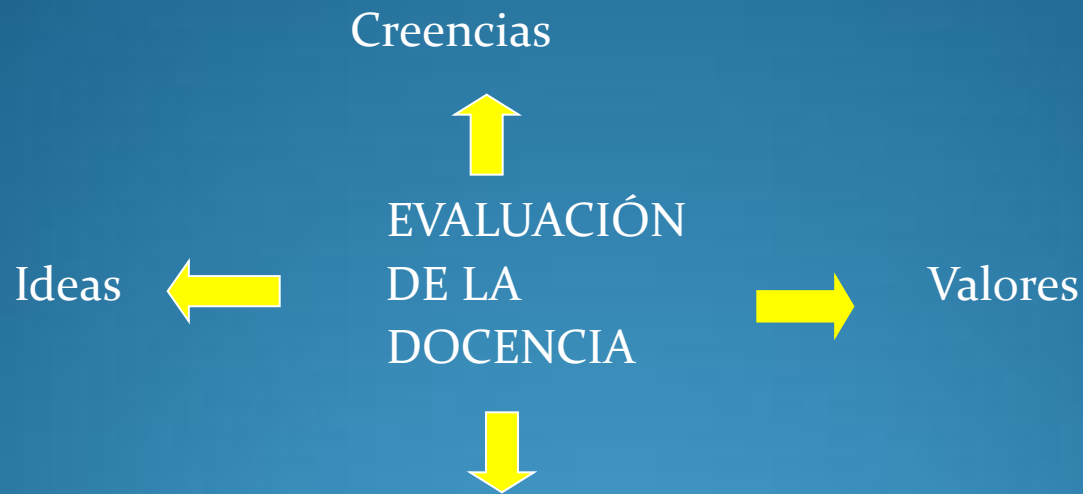 Creencias
EVALUACIÓN
Ideas
DE LA
Valores
DOCENCIA